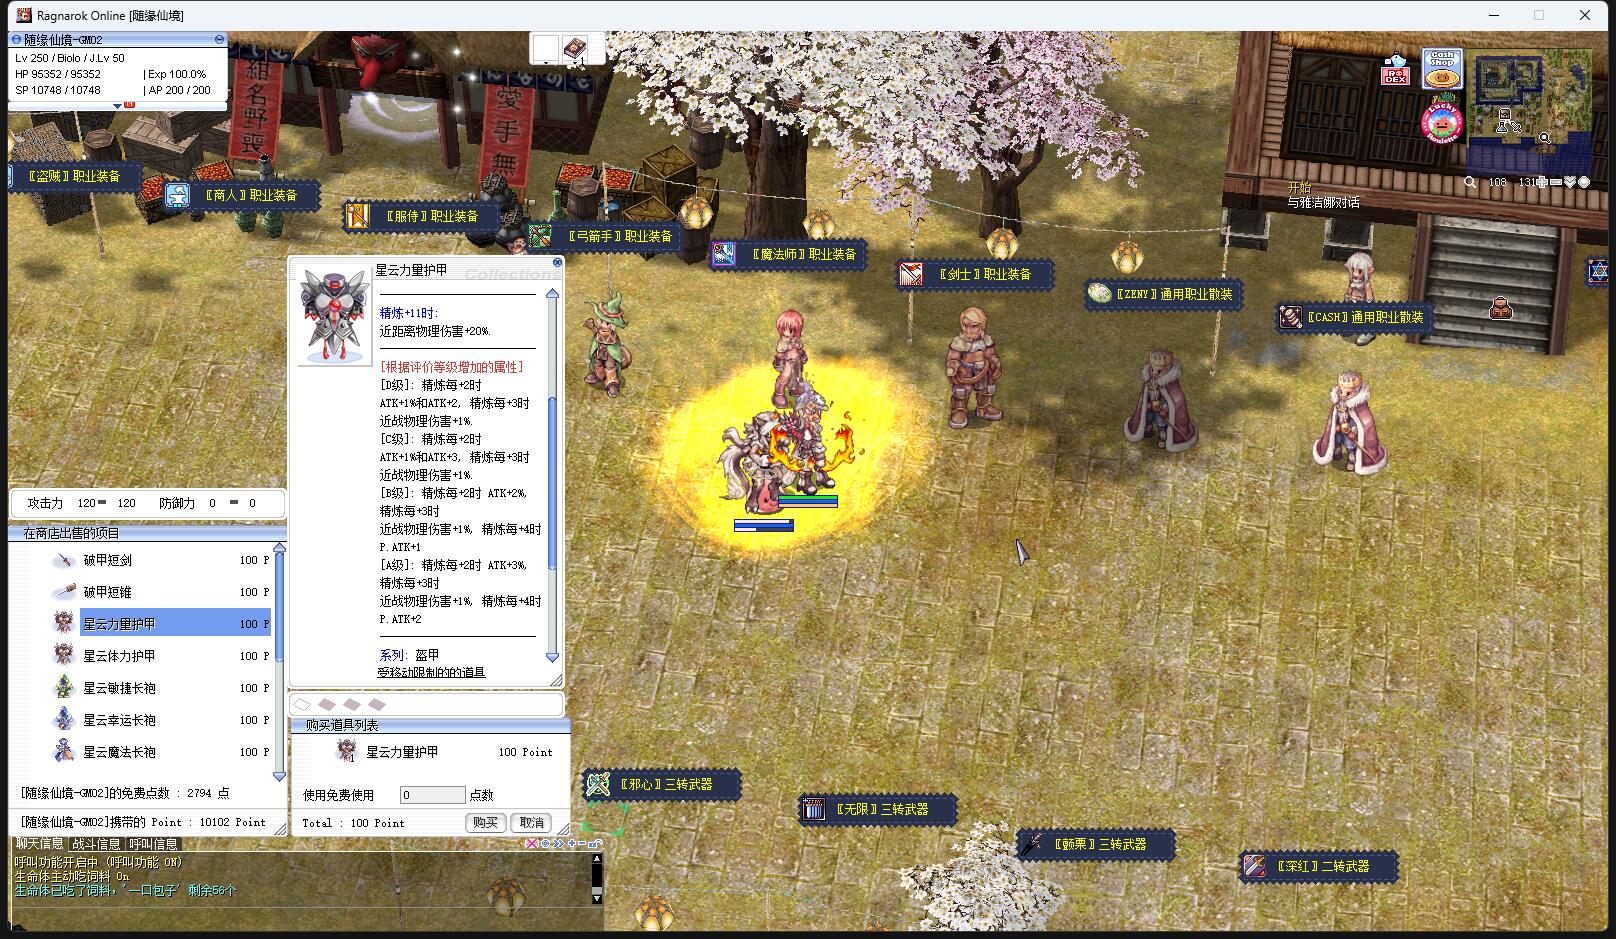 Ragnarok Online [随缘仙境]
随缘仙境-GM02
Lv 250 / Biolo / J.Lv 50
HP 95352 / 95352 | Exp 100.0%
SP 10748 / 10748 | AP 200 / 200
組名野喪
愛手無
Cash Shop
RODEX
Lucky Roulette
108 131
开始
与雅洁娜对话
〖盗贼〗职业装备
〖商人〗职业装备
〖服侍〗职业装备
〖弓箭手〗职业装备
〖魔法师〗职业装备
〖剑士〗职业装备
〖ZENY〗通用职业散装
〖CASH〗通用职业散装
星云力量护甲
Collections
精炼+11时:
近距离物理伤害+20%.
[根据评价等级增加的属性]
[D级]: 精炼每+2时
ATK+1%和ATK+2, 精炼每+3时
近战物理伤害+1%.
[C级]: 精炼每+2时
ATK+1%和ATK+3, 精炼每+3时
近战物理伤害+1%.
[B级]: 精炼每+2时 ATK+2%,
精炼每+3时
近战物理伤害+1%, 精炼每+4时
P.ATK+1
[A级]: 精炼每+2时 ATK+3%,
精炼每+3时
近战物理伤害+1%, 精炼每+4时
P.ATK+2
系列: 盔甲
受移动限制的的道具
攻击力 120 = 120 防御力 0 = 0
在商店出售的项目
破甲短剑 100 P
破甲短锥 100 P
星云力量护甲 100 P
星云体力护甲 100 P
星云敏捷长袍 100 P
星云幸运长袍 100 P
星云魔法长袍 100 P
[随缘仙境-GM02]的免费点数 : 2794 点
[随缘仙境-GM02]携带的 Point : 10102 Point
购买道具列表
1 星云力量护甲 100 Point
使用免费使用 0 点数
Total : 100 Point 购买 取消
聊天信息 战斗信息 呼叫信息
呼叫功能开启中 (呼叫功能 ON)
生命体主动吃饲料 On
生命体已吃了饲料,'一口包子' 剩余56个
〖邪心〗三转武器
〖无限〗三转武器
〖颤栗〗三转武器
〖深红〗二转武器